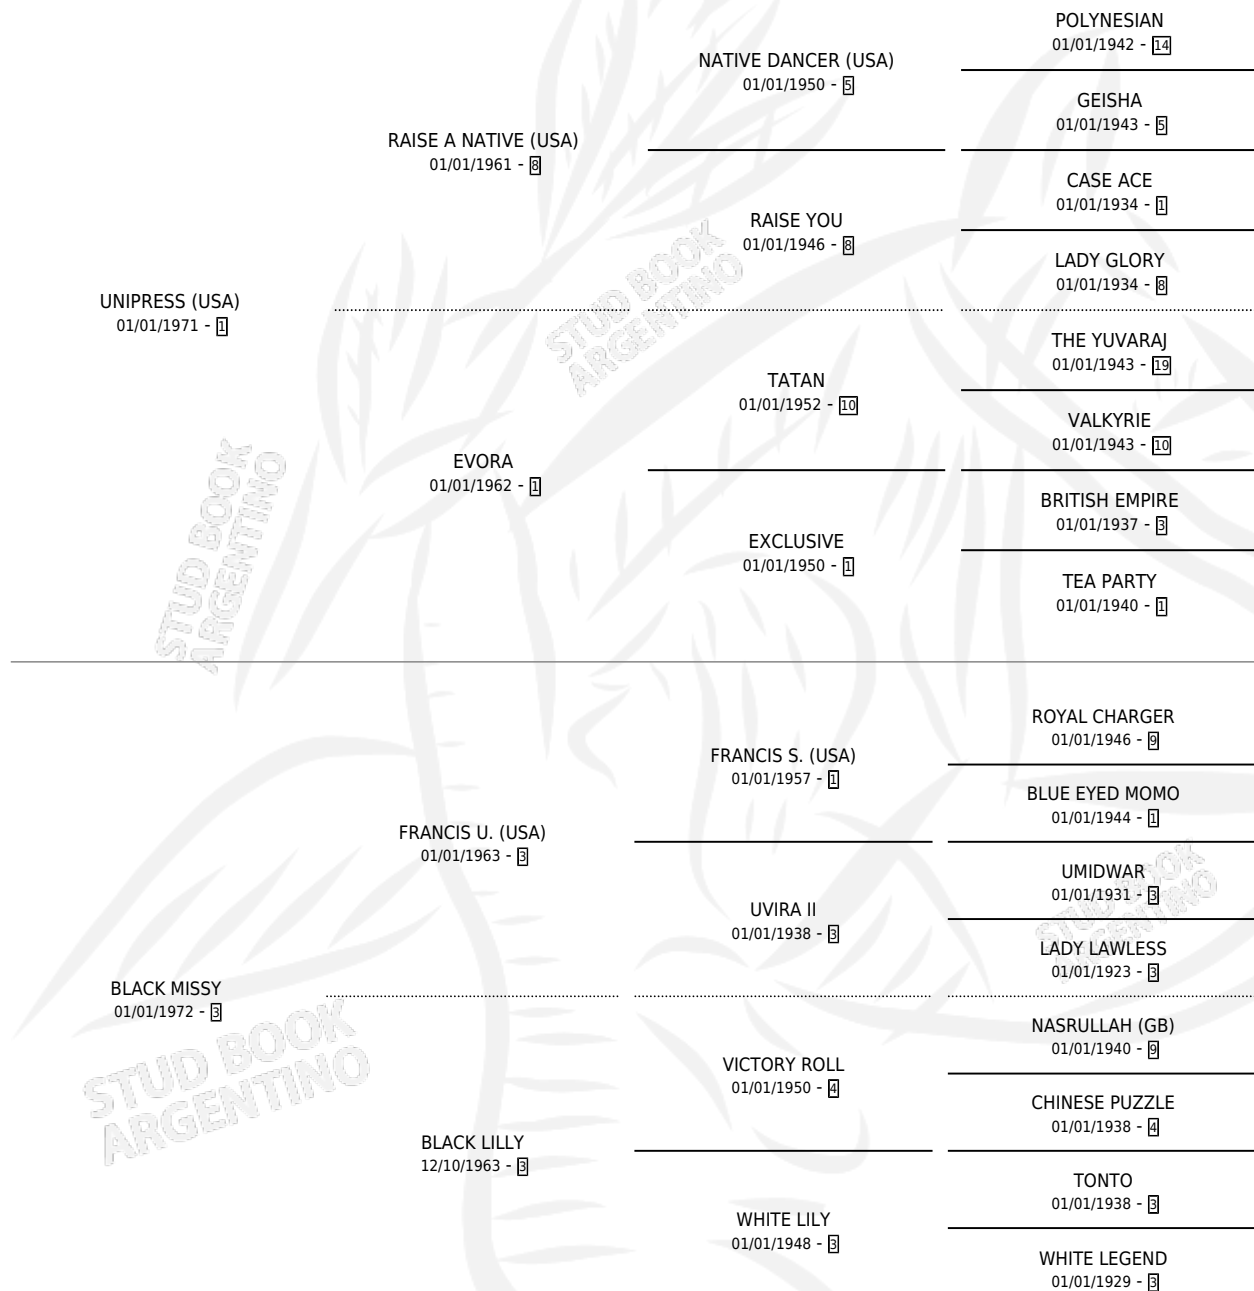 POLYNESIAN
01/01/1942 - 14
NATIVE DANCER (USA)
01/01/1950 - 5
GEISHA
01/01/1943 - 5
RAISE A NATIVE (USA)
01/01/1961 - 8
CASE ACE
01/01/1934 - 1
RAISE YOU
01/01/1946 - 8
LADY GLORY
01/01/1934 - 8
UNIPRESS (USA)
01/01/1971 - 1
THE YUVARAJ
01/01/1943 - 19
TATAN
01/01/1952 - 10
VALKYRIE
01/01/1943 - 10
EVORA
01/01/1962 - 1
BRITISH EMPIRE
01/01/1937 - 3
EXCLUSIVE
01/01/1950 - 1
TEA PARTY
01/01/1940 - 1
STUD BOOK
ARGENTINO
STUD BOOK
ARGENTINO
ROYAL CHARGER
01/01/1946 - 9
FRANCIS S. (USA)
01/01/1957 - 1
BLUE EYED MOMO
01/01/1944 - 1
FRANCIS U. (USA)
01/01/1963 - 3
UMIDWAR
01/01/1931 - 3
UVIRA II
01/01/1938 - 3
LADY LAWLESS
01/01/1923 - 3
BLACK MISSY
01/01/1972 - 3
NASRULLAH (GB)
01/01/1940 - 9
VICTORY ROLL
01/01/1950 - 4
CHINESE PUZZLE
01/01/1938 - 4
BLACK LILLY
12/10/1963 - 3
TONTO
01/01/1938 - 3
WHITE LILY
01/01/1948 - 3
WHITE LEGEND
01/01/1929 - 3
STUD BOOK
ARGENTINO
STUD BOOK
ARGENTINO